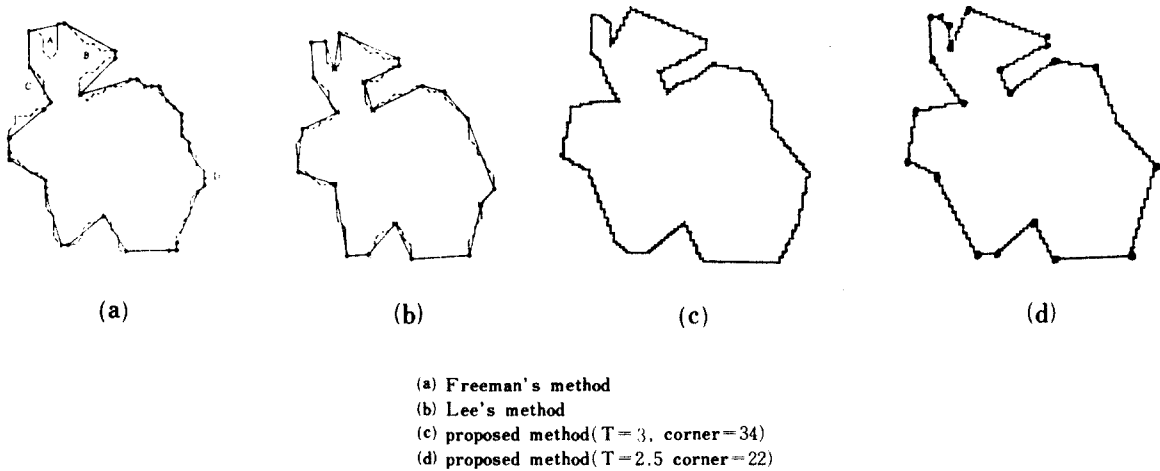 A
B
C
D
(a)
(b)
(c)
(d)
(a) Freeman's method
(b) Lee's method
(c) proposed method(T=3, corner=34)
(d) proposed method(T=2.5 corner=22)